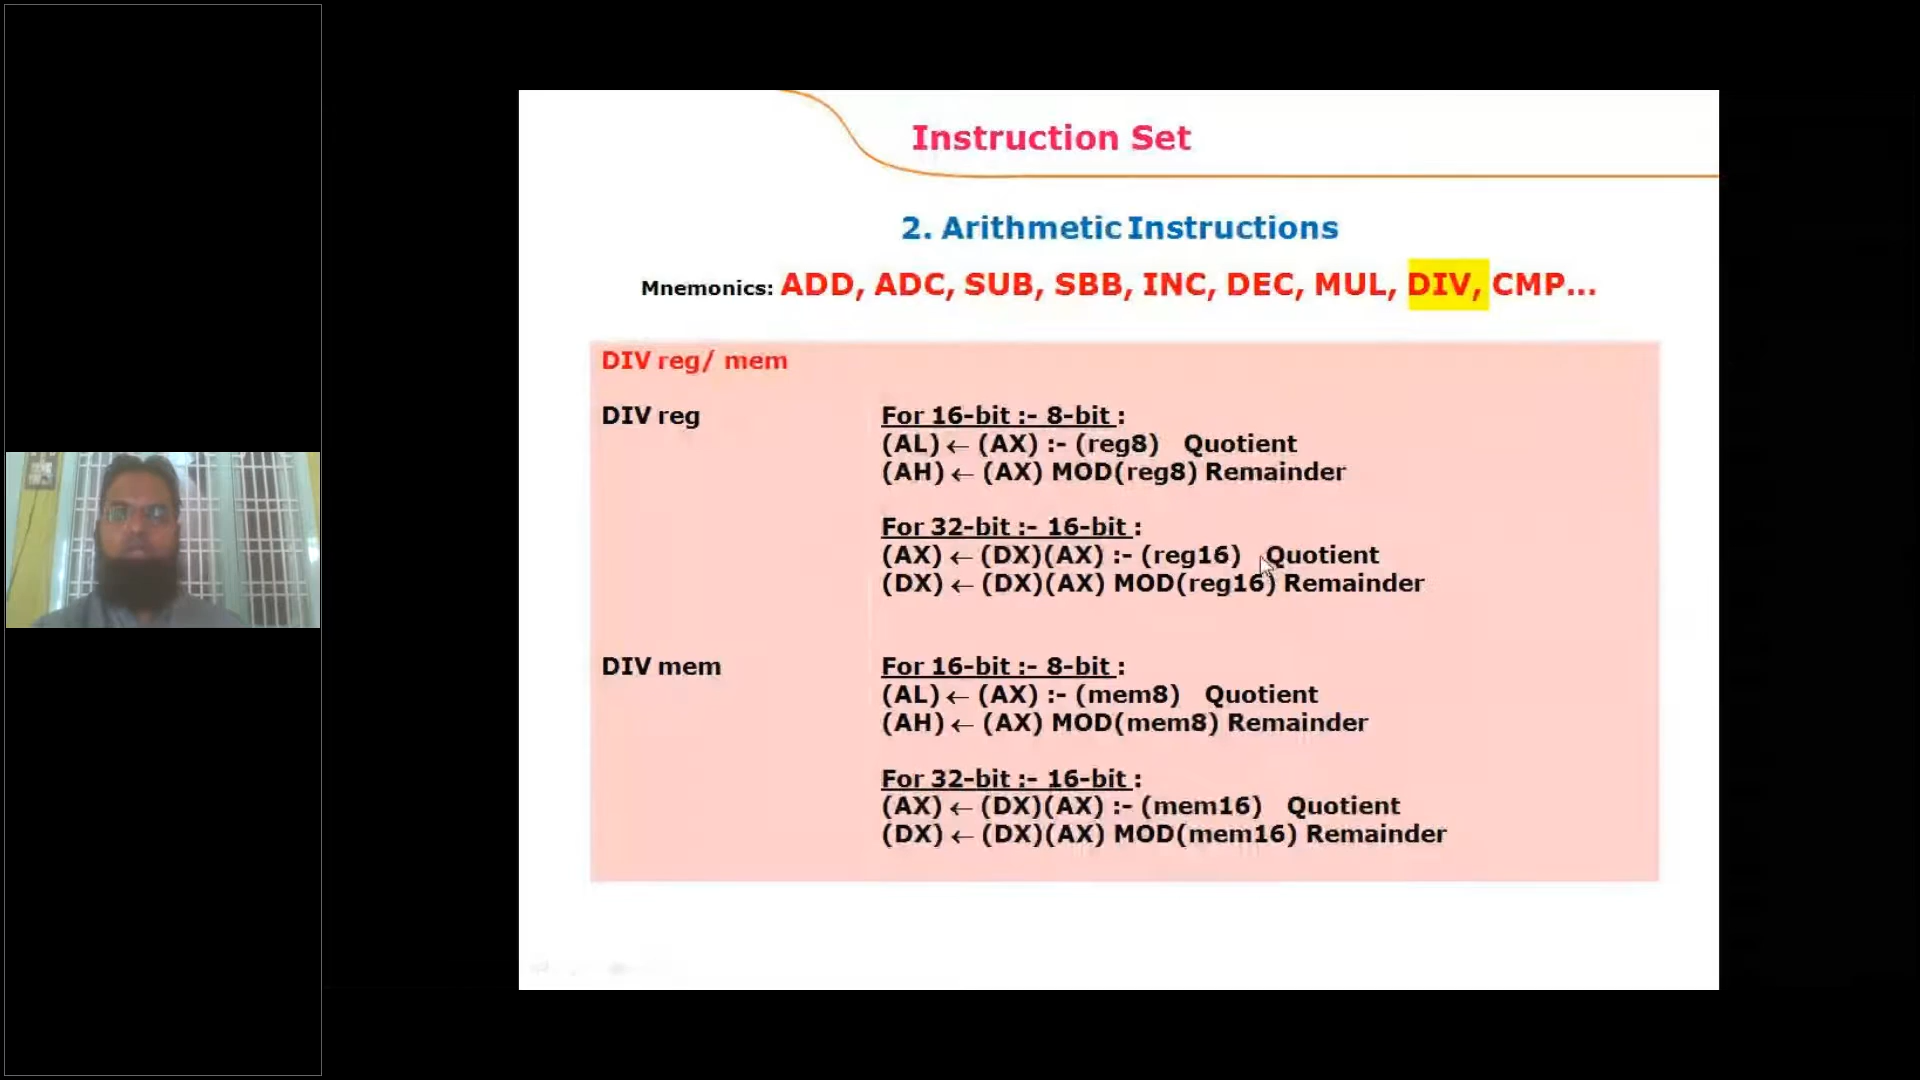 Instruction Set
2. Arithmetic Instructions
Mnemonics: ADD, ADC, SUB, SBB, INC, DEC, MUL, DIV, CMP...
DIV reg/ mem
DIV reg
For 16-bit :- 8-bit :
(AL) ← (AX) :- (reg8) Quotient
(AH) ← (AX) MOD(reg8) Remainder
For 32-bit :- 16-bit :
(AX) ← (DX)(AX) :- (reg16) Quotient
(DX) ← (DX)(AX) MOD(reg16) Remainder
DIV mem
For 16-bit :- 8-bit :
(AL) ← (AX) :- (mem8) Quotient
(AH) ← (AX) MOD(mem8) Remainder
For 32-bit :- 16-bit :
(AX) ← (DX)(AX) :- (mem16) Quotient
(DX) ← (DX)(AX) MOD(mem16) Remainder